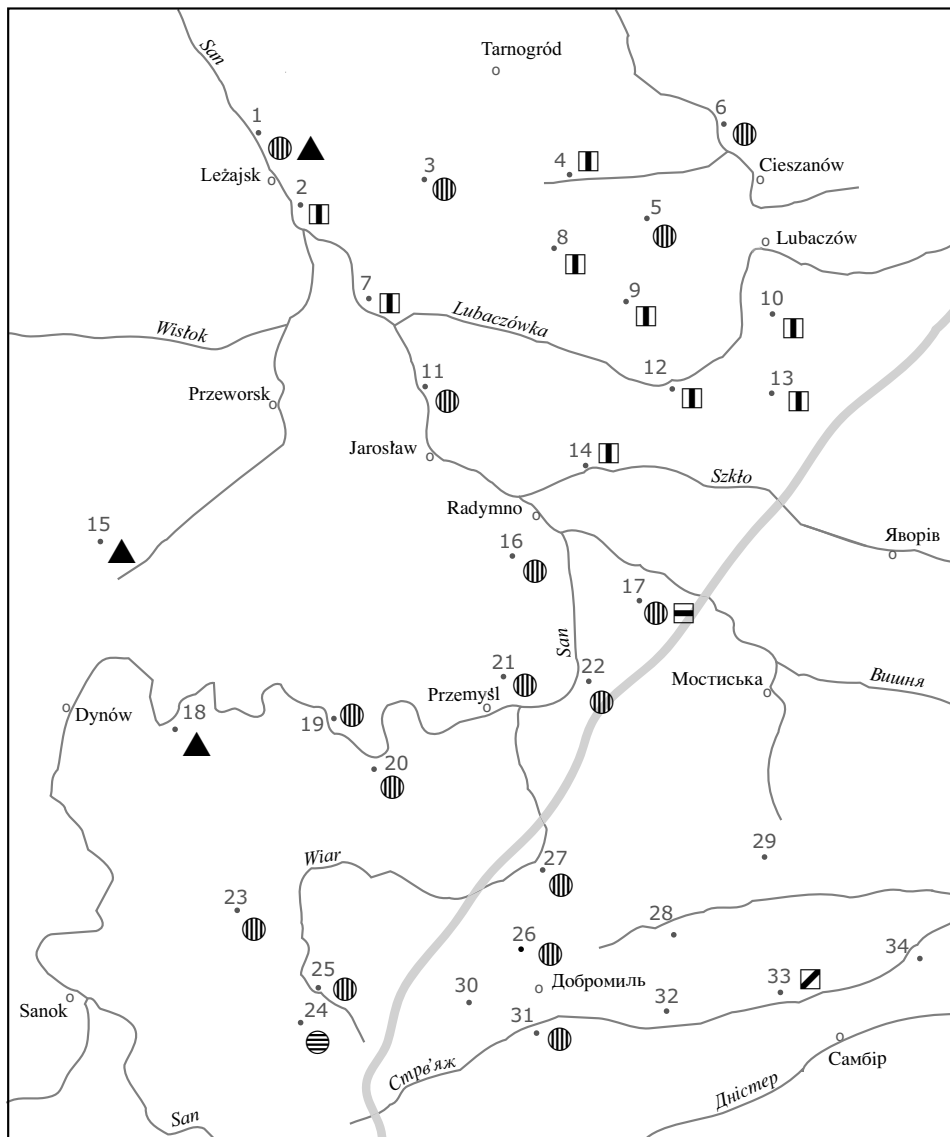 San
Tarnogród
1
6
3
4
Leżajsk
Cieszanów
2
5
8
Lubaczów
7
9
10
Wisłok
Lubaczówka
11
12
13
Przeworsk
Jarosław
14
Szkło
Radymno
15
16
Яворів
17
San
21
22
Przemyśl
Мостиська
Вишня
Dynów
18
19
20
Wiar
27
29
23
28
26
34
25
30
Добромиль
32
33
Sanok
24
31
Самбір
Стрв'яж
Дністер
San